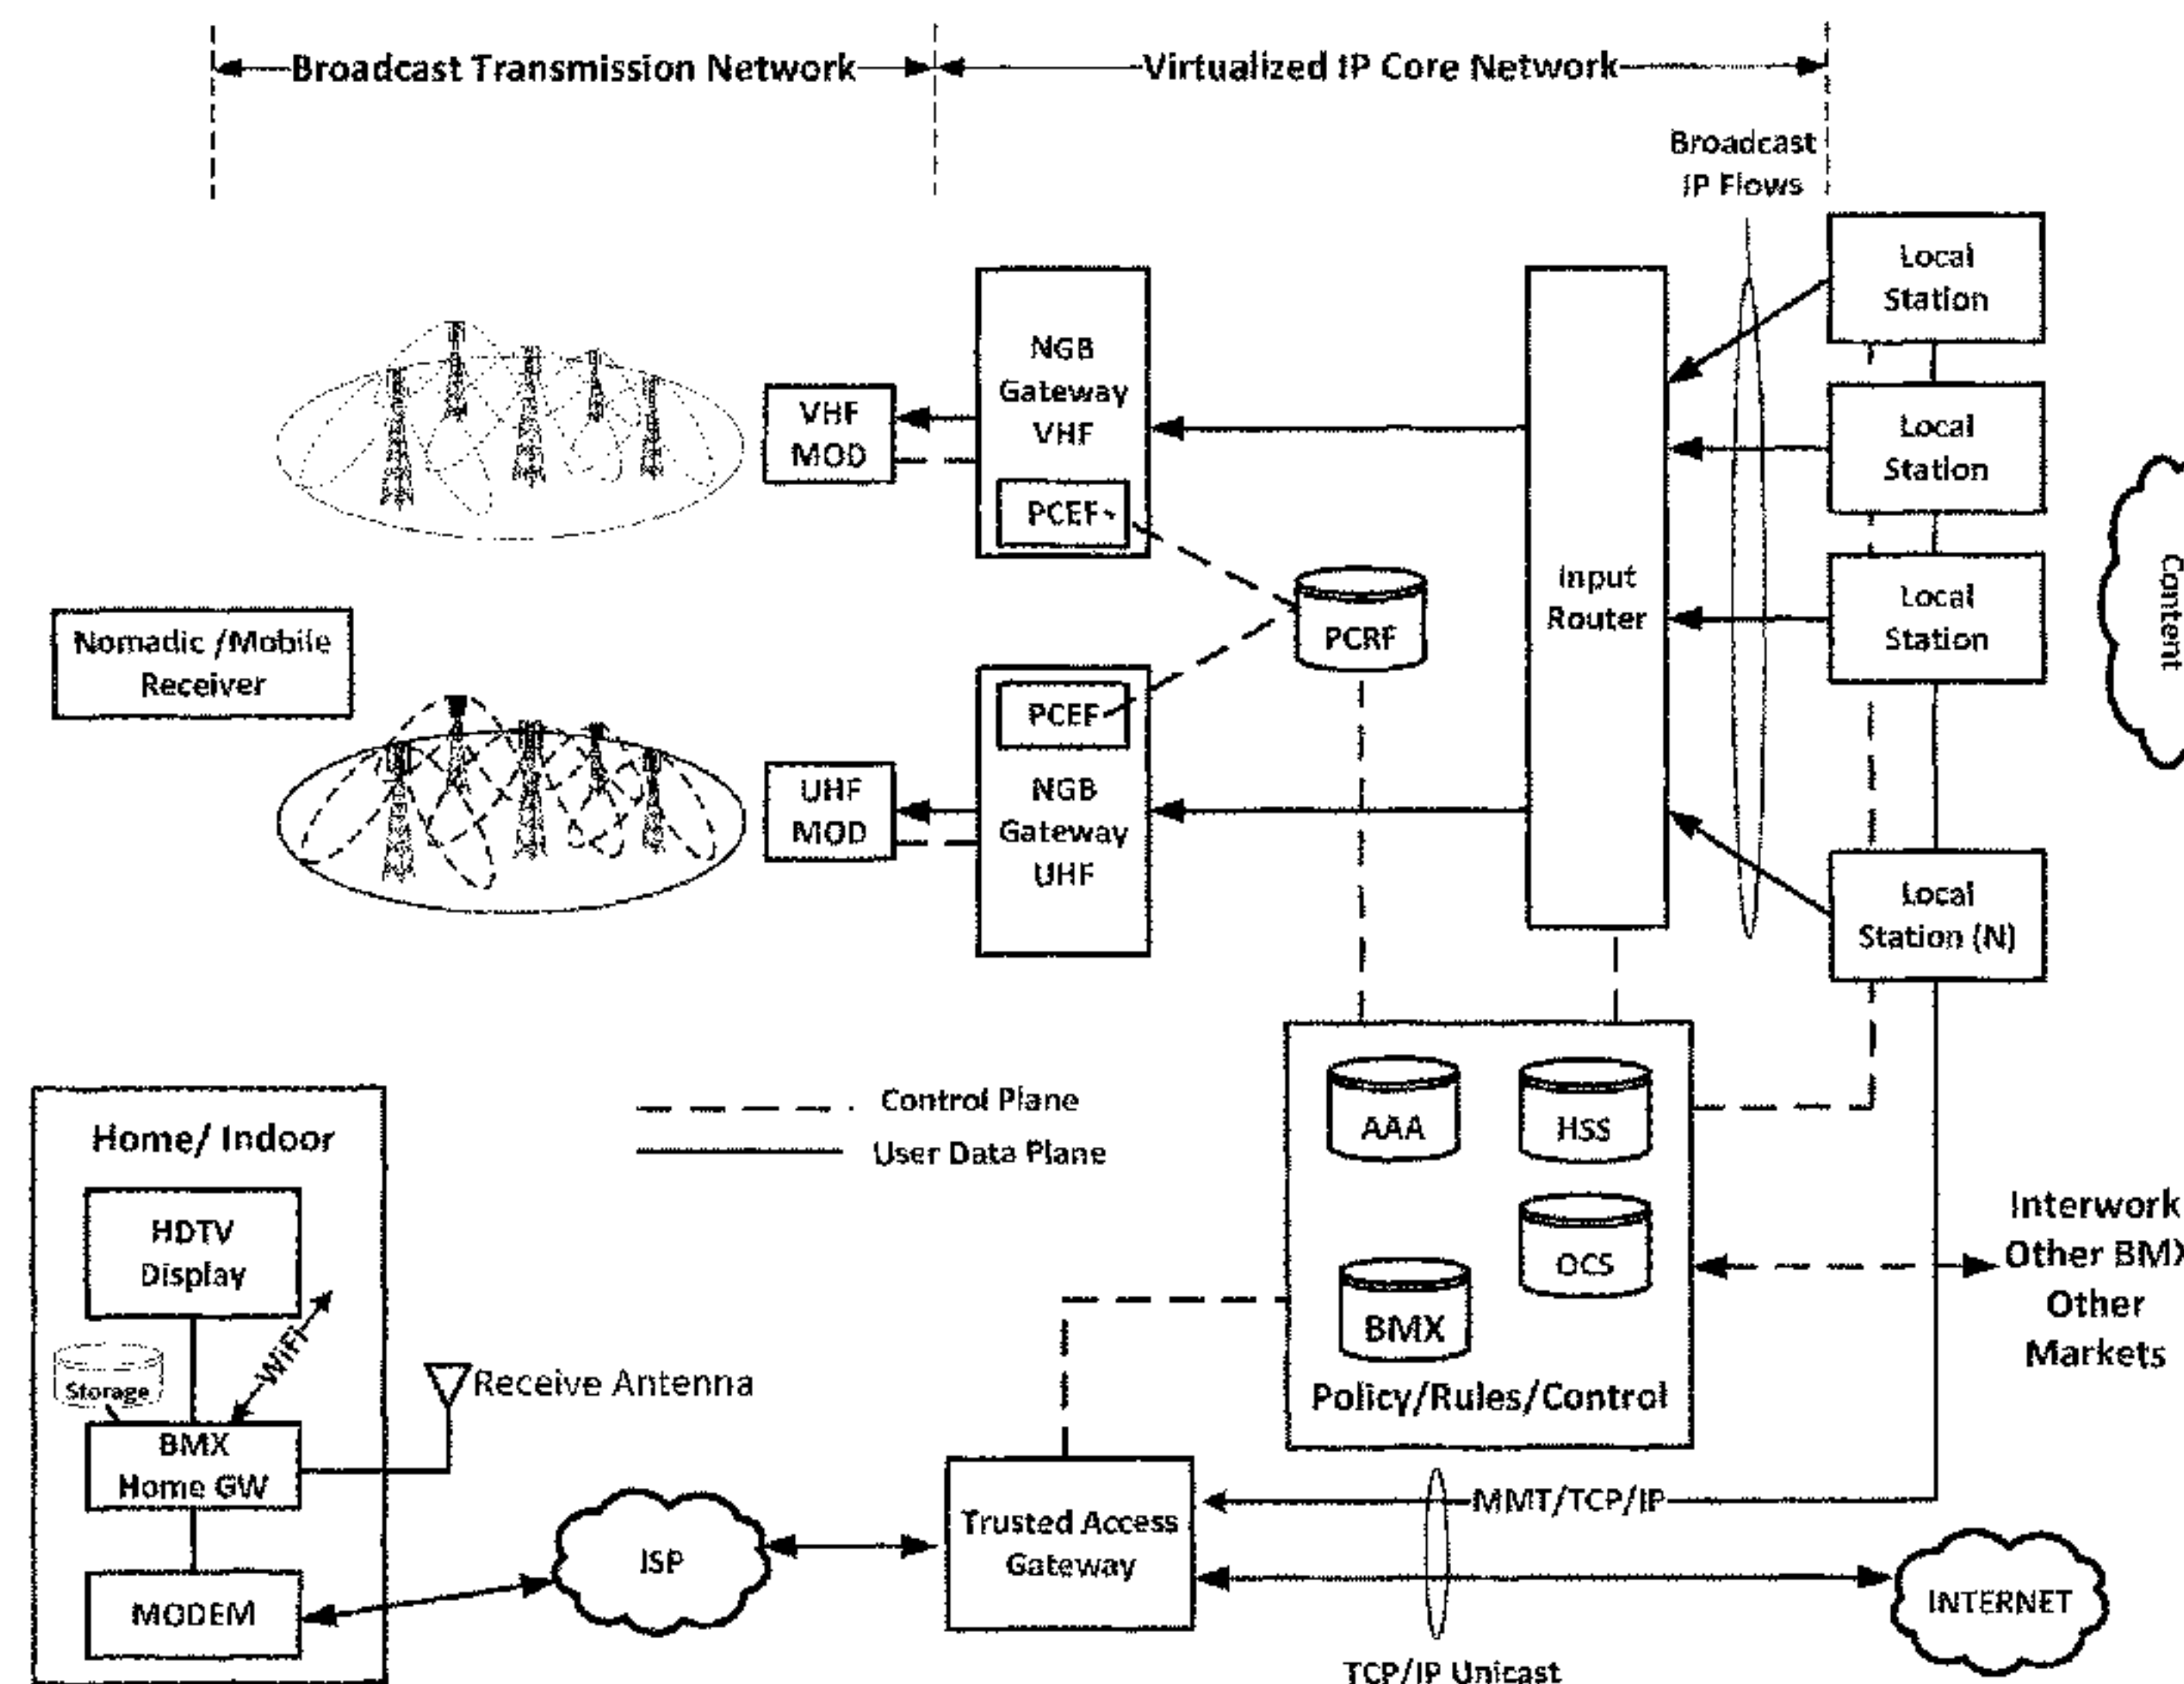 Broadcast Transmission Network
Virtualized IP Core Network
Broadcast
IP Flows
Local
Station
NGB
Gateway
VHF
PCEF
VHF
MOD
Local
Station
Input
Router
Local
Station
Content
PCRF
Nomadic /Mobile
Receiver
PCEF
NGB
Gateway
UHF
UHF
MOD
Local
Station (N)
Control Plane
User Data Plane
AAA
HSS
OCS
BMX
Policy/Rules/Control
Interwork
Other BMX
Other
Markets
Home/ Indoor
HDTV
Display
WiFi
Storage
BMX
Home GW
MODEM
Receive Antenna
ISP
Trusted Access
Gateway
MMT/TCP/IP
INTERNET
TCP/IP Unicast